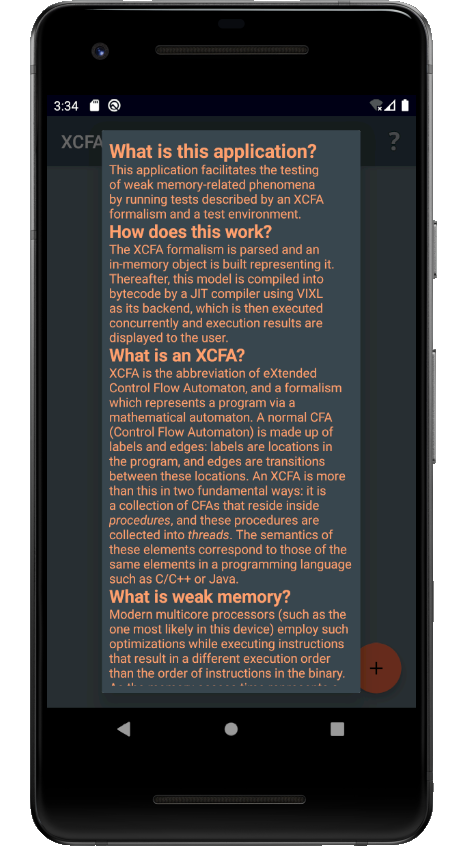 3:34
XCFA
?
What is this application?
This application facilitates the testing
of weak memory-related phenomena
by running tests described by an XCFA
formalism and a test environment.
How does this work?
The XCFA formalism is parsed and an
in-memory object is built representing it.
Thereafter, this model is compiled into
bytecode by a JIT compiler using VIXL
as its backend, which is then executed
concurrently and execution results are
displayed to the user.
What is an XCFA?
XCFA is the abbreviation of eXtended
Control Flow Automaton, and a formalism
which represents a program via a
mathematical automaton. A normal CFA
(Control Flow Automaton) is made up of
labels and edges: labels are locations in
the program, and edges are transitions
between these locations. An XCFA is more
than this in two fundamental ways: it is
a collection of CFAs that reside inside
procedures, and these procedures are
collected into threads. The semantics of
these elements correspond to those of the
same elements in a programming language
such as C/C++ or Java.
What is weak memory?
Modern multicore processors (such as the
one most likely in this device) employ such
optimizations while executing instructions
that result in a different execution order
than the order of instructions in the binary.
+